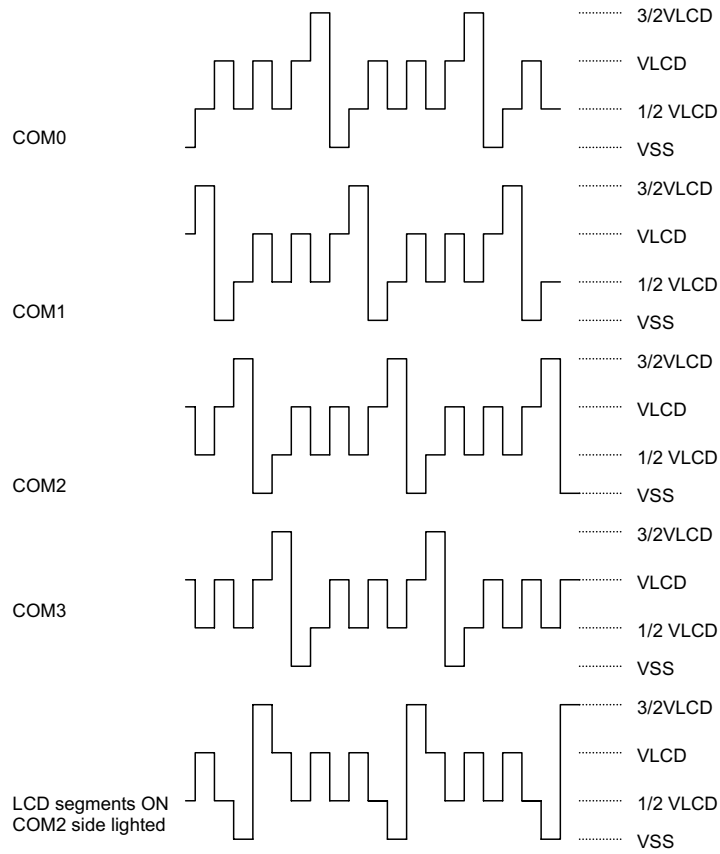 3/2VLCD
VLCD
1/2 VLCD
COM0
VSS
3/2VLCD
VLCD
1/2 VLCD
COM1
VSS
3/2VLCD
VLCD
1/2 VLCD
COM2
VSS
3/2VLCD
VLCD
COM3
1/2 VLCD
VSS
3/2VLCD
VLCD
LCD segments ON
1/2 VLCD
COM2 side lighted
VSS